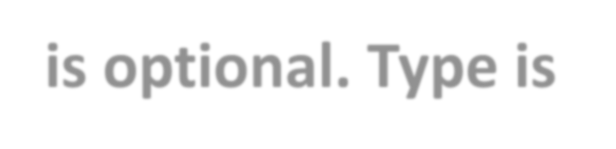 is optional. Type is